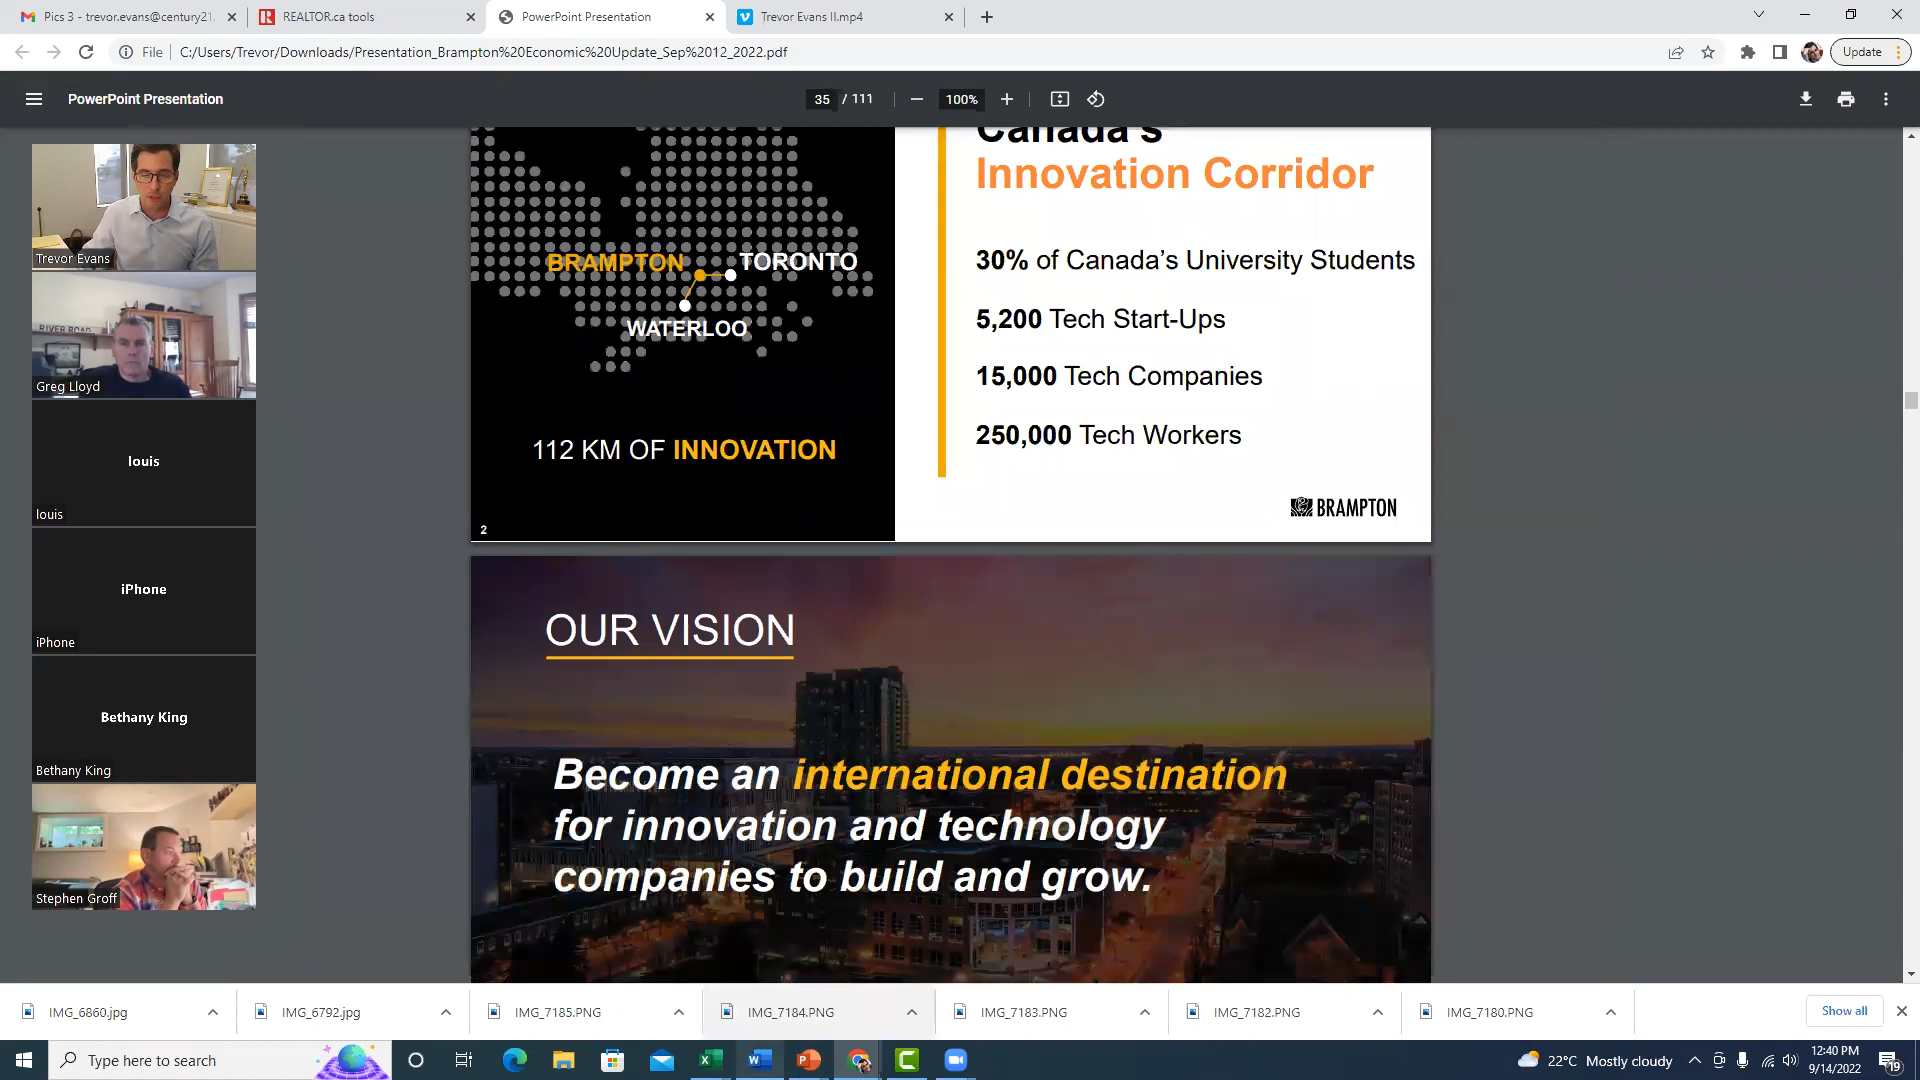 Pics 3 - trevor.evans@century21.
REALTOR.ca tools
PowerPoint Presentation
Trevor Evans II.mp4
File
C:/Users/Trevor/Downloads/Presentation_Brampton%20Economic%20Update_Sep%2012_2022.pdf
Update
PowerPoint Presentation
35 / 111
100%
Trevor Evans
RIVER ROAD
Greg Lloyd
louis
louis
iPhone
iPhone
Bethany King
Bethany King
Stephen Groff
BRAMPTON
TORONTO
WATERLOO
112 KM OF INNOVATION
2
Canada's
Innovation Corridor
30% of Canada's University Students
5,200 Tech Start-Ups
15,000 Tech Companies
250,000 Tech Workers
BRAMPTON
OUR VISION
Become an international destination
for innovation and technology
companies to build and grow.
IMG_6860.jpg
IMG_6792.jpg
IMG_7185.PNG
IMG_7184.PNG
IMG_7183.PNG
IMG_7182.PNG
IMG_7180.PNG
Show all
Type here to search
22°C Mostly cloudy
12:40 PM
9/14/2022
19